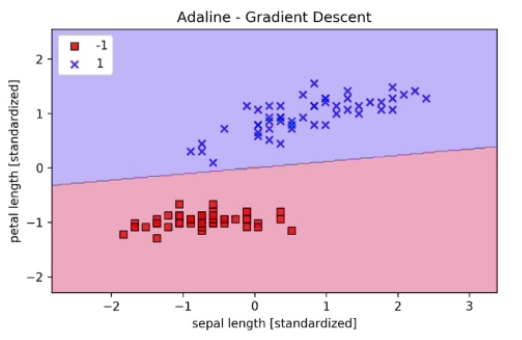 Adaline - Gradient Descent
-1
1
petal length [standardized]
2
1
0
−1
−2
−2 −1 0 1 2 3
sepal length [standardized]